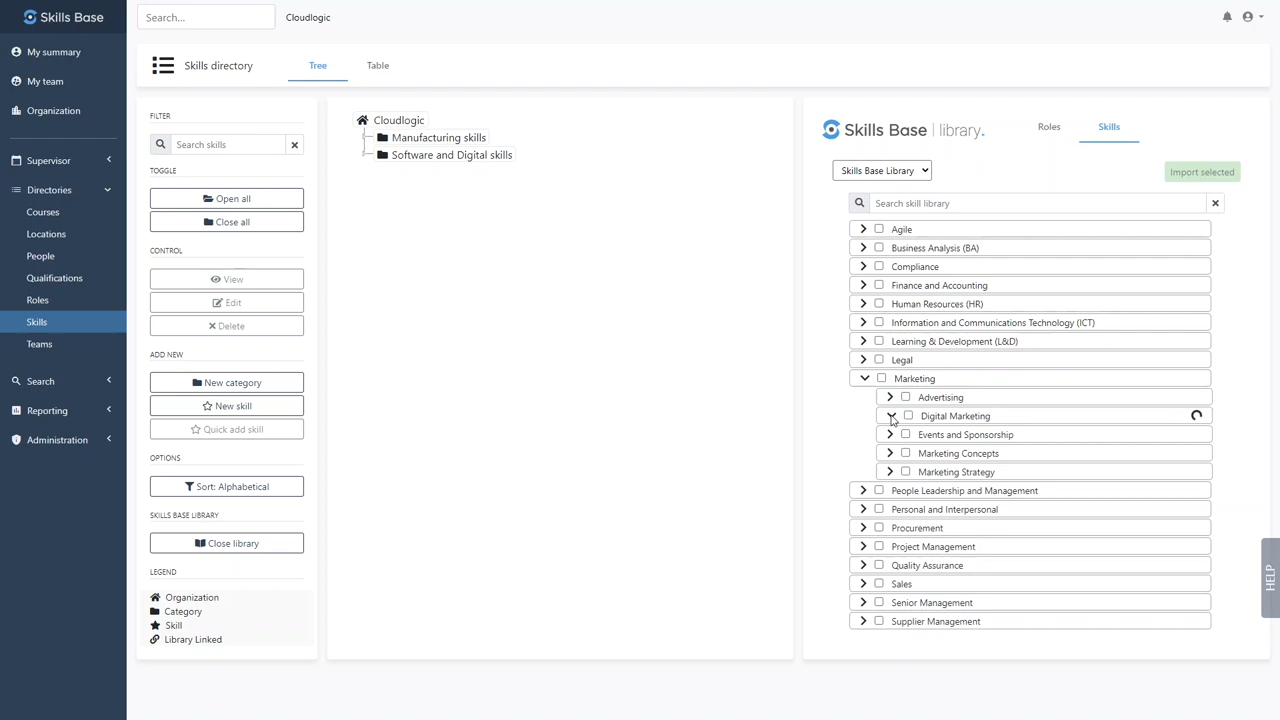 Skills Base
Search...
Cloudlogic
My summary
My team
Organization
Supervisor
Directories
Courses
Locations
People
Qualifications
Roles
Skills
Teams
Search
Reporting
Administration
Skills directory
Tree
Table
FILTER
Search skills
TOGGLE
Open all
Close all
CONTROL
View
Edit
Delete
ADD NEW
New category
New skill
Quick add skill
OPTIONS
Sort: Alphabetical
SKILLS BASE LIBRARY
Close library
LEGEND
Organization
Category
Skill
Library Linked
Cloudlogic
Manufacturing skills
Software and Digital skills
Skills Base | library.
Roles
Skills
Skills Base Library
Import selected
Search skill library
Agile
Business Analysis (BA)
Compliance
Finance and Accounting
Human Resources (HR)
Information and Communications Technology (ICT)
Learning & Development (L&D)
Legal
Marketing
Advertising
Digital Marketing
Events and Sponsorship
Marketing Concepts
Marketing Strategy
People Leadership and Management
Personal and Interpersonal
Procurement
Project Management
Quality Assurance
Sales
Senior Management
Supplier Management
HELP